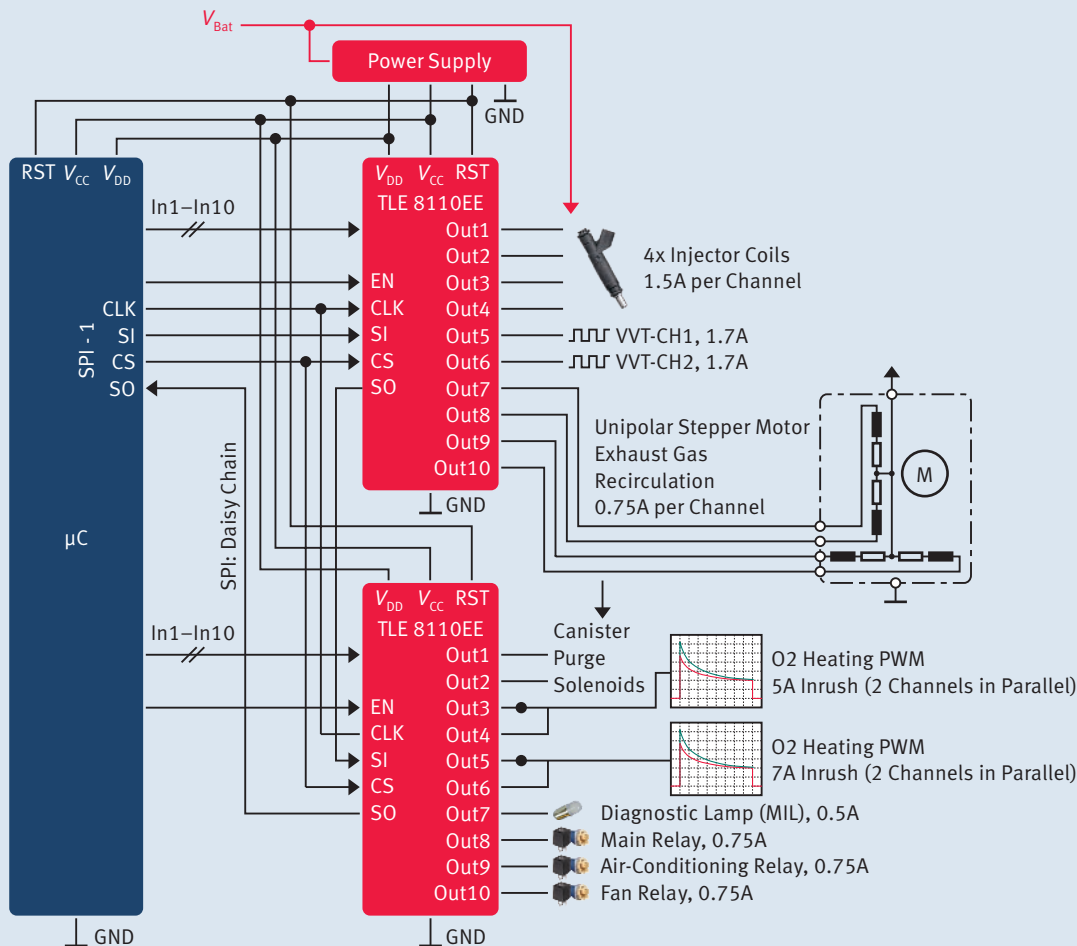 VBat
Power Supply
GND
RST VCC VDD
VDD VCC RST
TLE 8110EE
In1–In10
Out1
Out2
EN
Out3
CLK
CLK
Out4
SI
SI
Out5
CS
CS
Out6
SO
SO
Out7
Out8
Out9
Out10
SPI - 1
4x Injector Coils
1.5A per Channel
VVT-CH1, 1.7A
VVT-CH2, 1.7A
Unipolar Stepper Motor
Exhaust Gas
Recirculation
0.75A per Channel
M
GND
µC
SPI: Daisy Chain
VDD VCC RST
TLE 8110EE
In1–In10
Out1
Out2
EN
Out3
CLK
Out4
SI
Out5
CS
Out6
SO
Out7
Out8
Out9
Out10
Canister
Purge
Solenoids
O2 Heating PWM
5A Inrush (2 Channels in Parallel)
O2 Heating PWM
7A Inrush (2 Channels in Parallel)
Diagnostic Lamp (MIL), 0.5A
Main Relay, 0.75A
Air-Conditioning Relay, 0.75A
Fan Relay, 0.75A
GND
GND